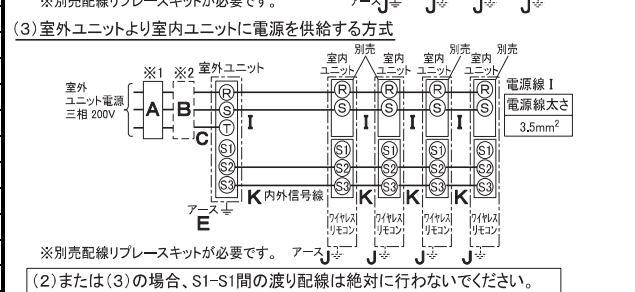 ※別売配線リプレースキットが必要です。 アース J J J J
(3)室外ユニットより室内ユニットに電源を供給する方式
※1 ※2 室外ユニット
室内ユニット 別売 室内ユニット 室内ユニット 別売 室内ユニット 別売
室外
ユニット電源
三相 200V
A B C
R S T S1 S2 S3
I I I I
R S S1 S2 S3
R S S1 S2 S3
R S S1 S2 S3
R S S1 S2 S3
電源線 I
電源線太さ
3.5mm²
K 内外信号線 K K K
アース
E
ワイヤレスリモコン ワイヤレスリモコン ワイヤレスリモコン ワイヤレスリモコン
※別売配線リプレースキットが必要です。 アース J J J J
(2)または(3)の場合、S1-S1間の渡り配線は絶対に行わないでください。